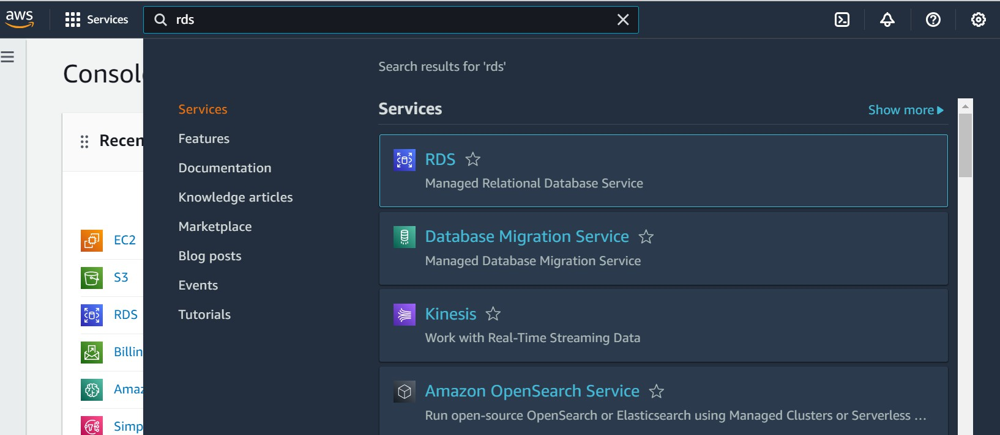 aws
Services
rds
Search results for 'rds'
Services
Features
Documentation
Knowledge articles
Marketplace
Blog posts
Events
Tutorials
Services
Show more
RDS
Managed Relational Database Service
Database Migration Service
Managed Database Migration Service
Kinesis
Work with Real-Time Streaming Data
Amazon OpenSearch Service
Run open-source OpenSearch or Elasticsearch using Managed Clusters or Serverless ...
Consol
Recen
EC2
S3
RDS
Billin
Amaz
Simp